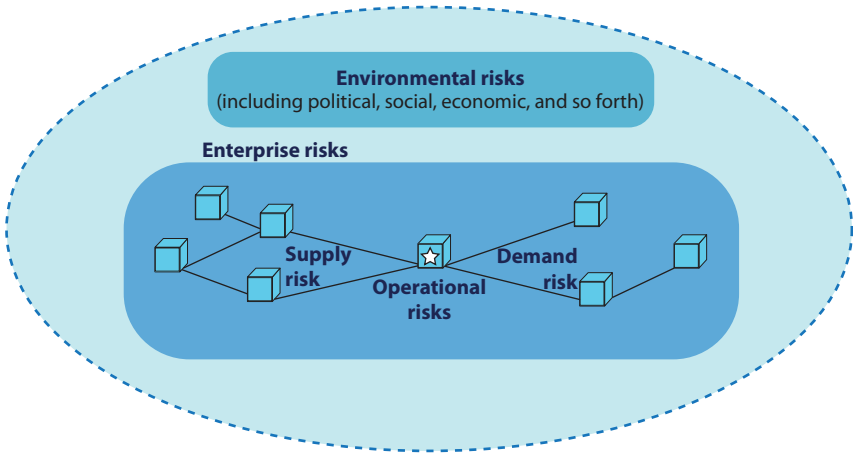 Environmental risks
(including political, social, economic, and so forth)
Enterprise risks
Supply
risk
Operational
risks
Demand
risk